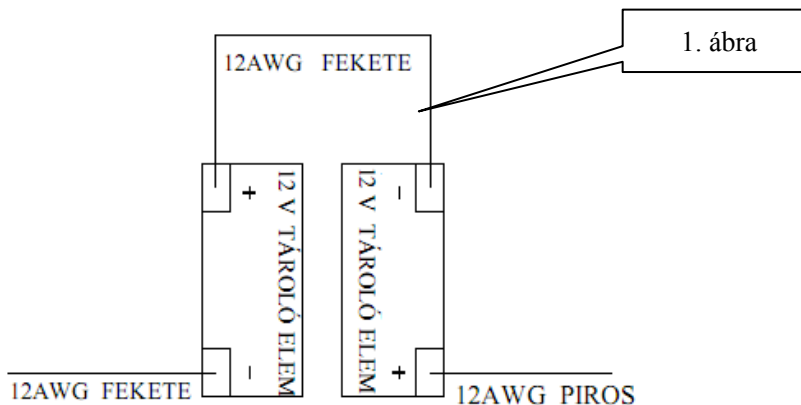 1. ábra
12AWG FEKETE
+
12 V TÁROLÓ ELEM
-
12 V TÁROLÓ ELEM
-
+
12AWG FEKETE
12AWG PIROS